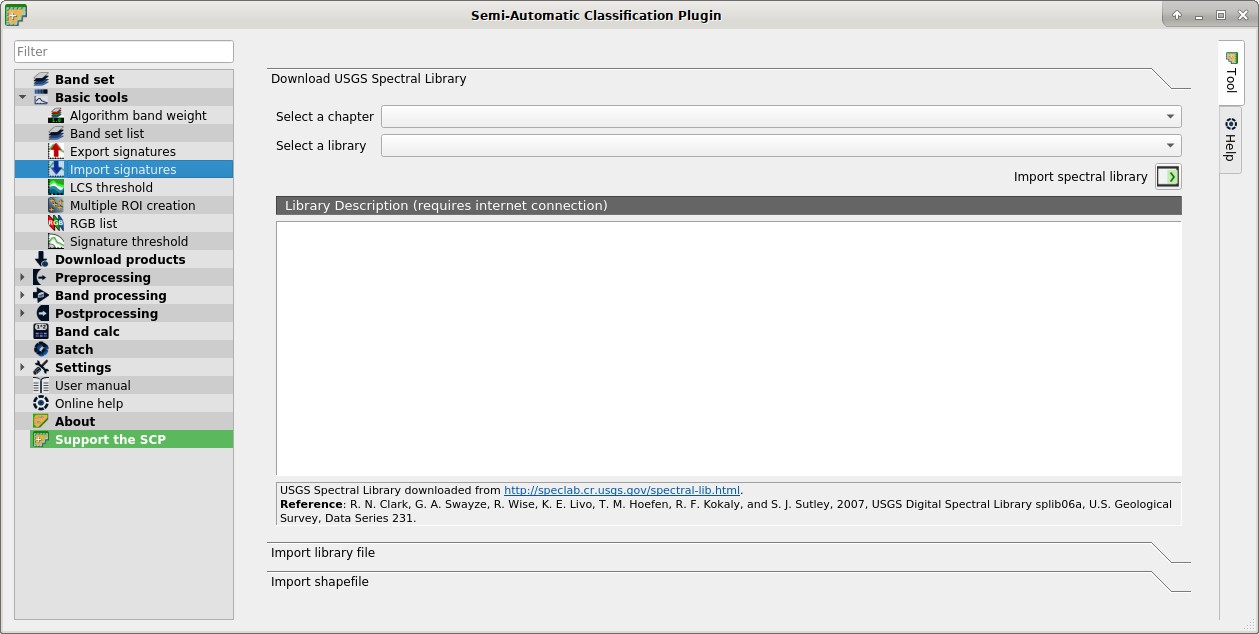 Semi-Automatic Classification Plugin
Filter
Band set
Basic tools
Algorithm band weight
Band set list
Export signatures
Import signatures
LCS threshold
Multiple ROI creation
RGB list
Signature threshold
Download products
Preprocessing
Band processing
Postprocessing
Band calc
Batch
Settings
User manual
Online help
About
Support the SCP
Download USGS Spectral Library
Select a chapter
Select a library
Import spectral library
Library Description (requires internet connection)
USGS Spectral Library downloaded from http://speclab.cr.usgs.gov/spectral-lib.html.
Reference: R. N. Clark, G. A. Swayze, R. Wise, K. E. Livo, T. M. Hoefen, R. F. Kokaly, and S. J. Sutley, 2007, USGS Digital Spectral Library splib06a, U.S. Geological
Survey, Data Series 231.
Import library file
Import shapefile
Tool
Help